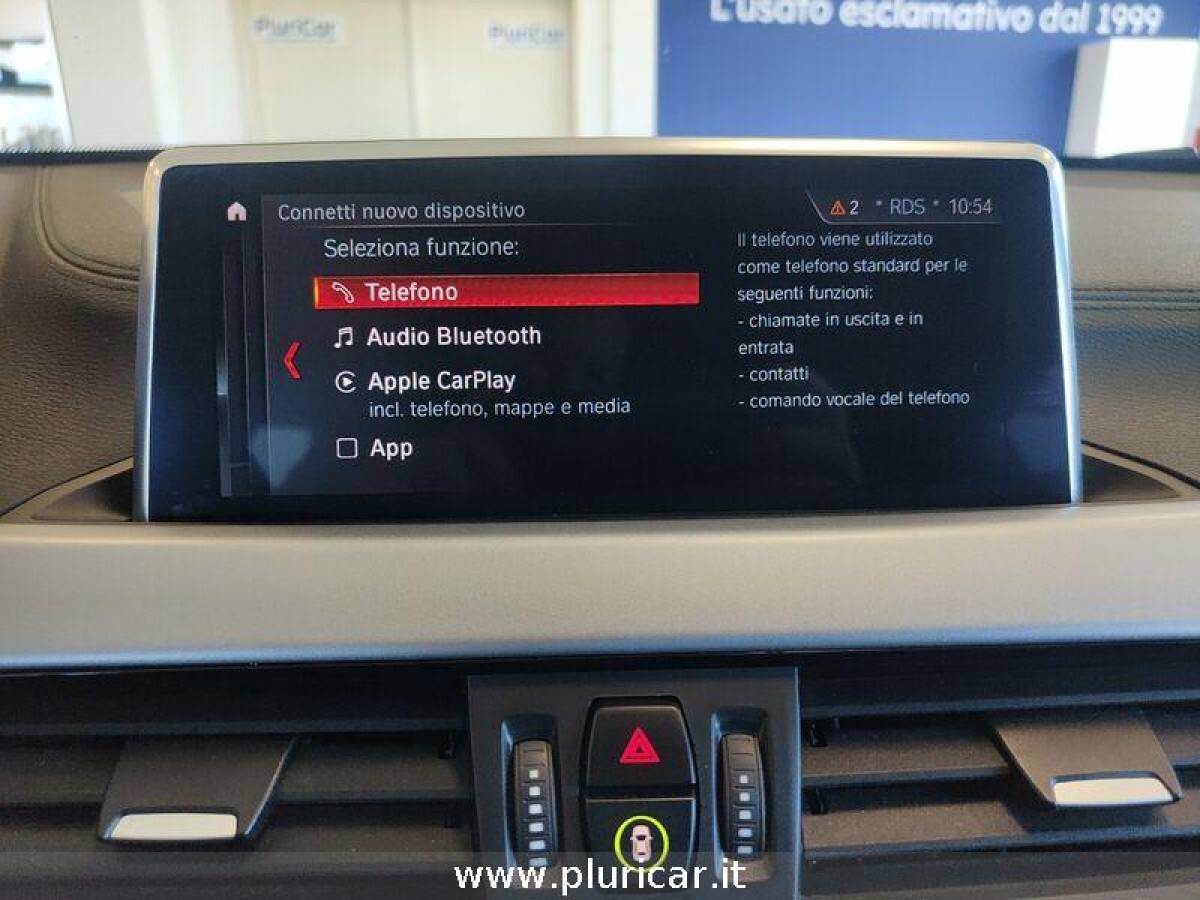 PluriCar
PluriCar
L'usato esclamativo dal 1999
Connetti nuovo dispositivo
2 * RDS * 10:54
Seleziona funzione:
Telefono
Audio Bluetooth
Apple CarPlay
incl. telefono, mappe e media
App
Il telefono viene utilizzato
come telefono standard per le
seguenti funzioni:
- chiamate in uscita e in
entrata
- contatti
- comando vocale del telefono
www.pluricar.it